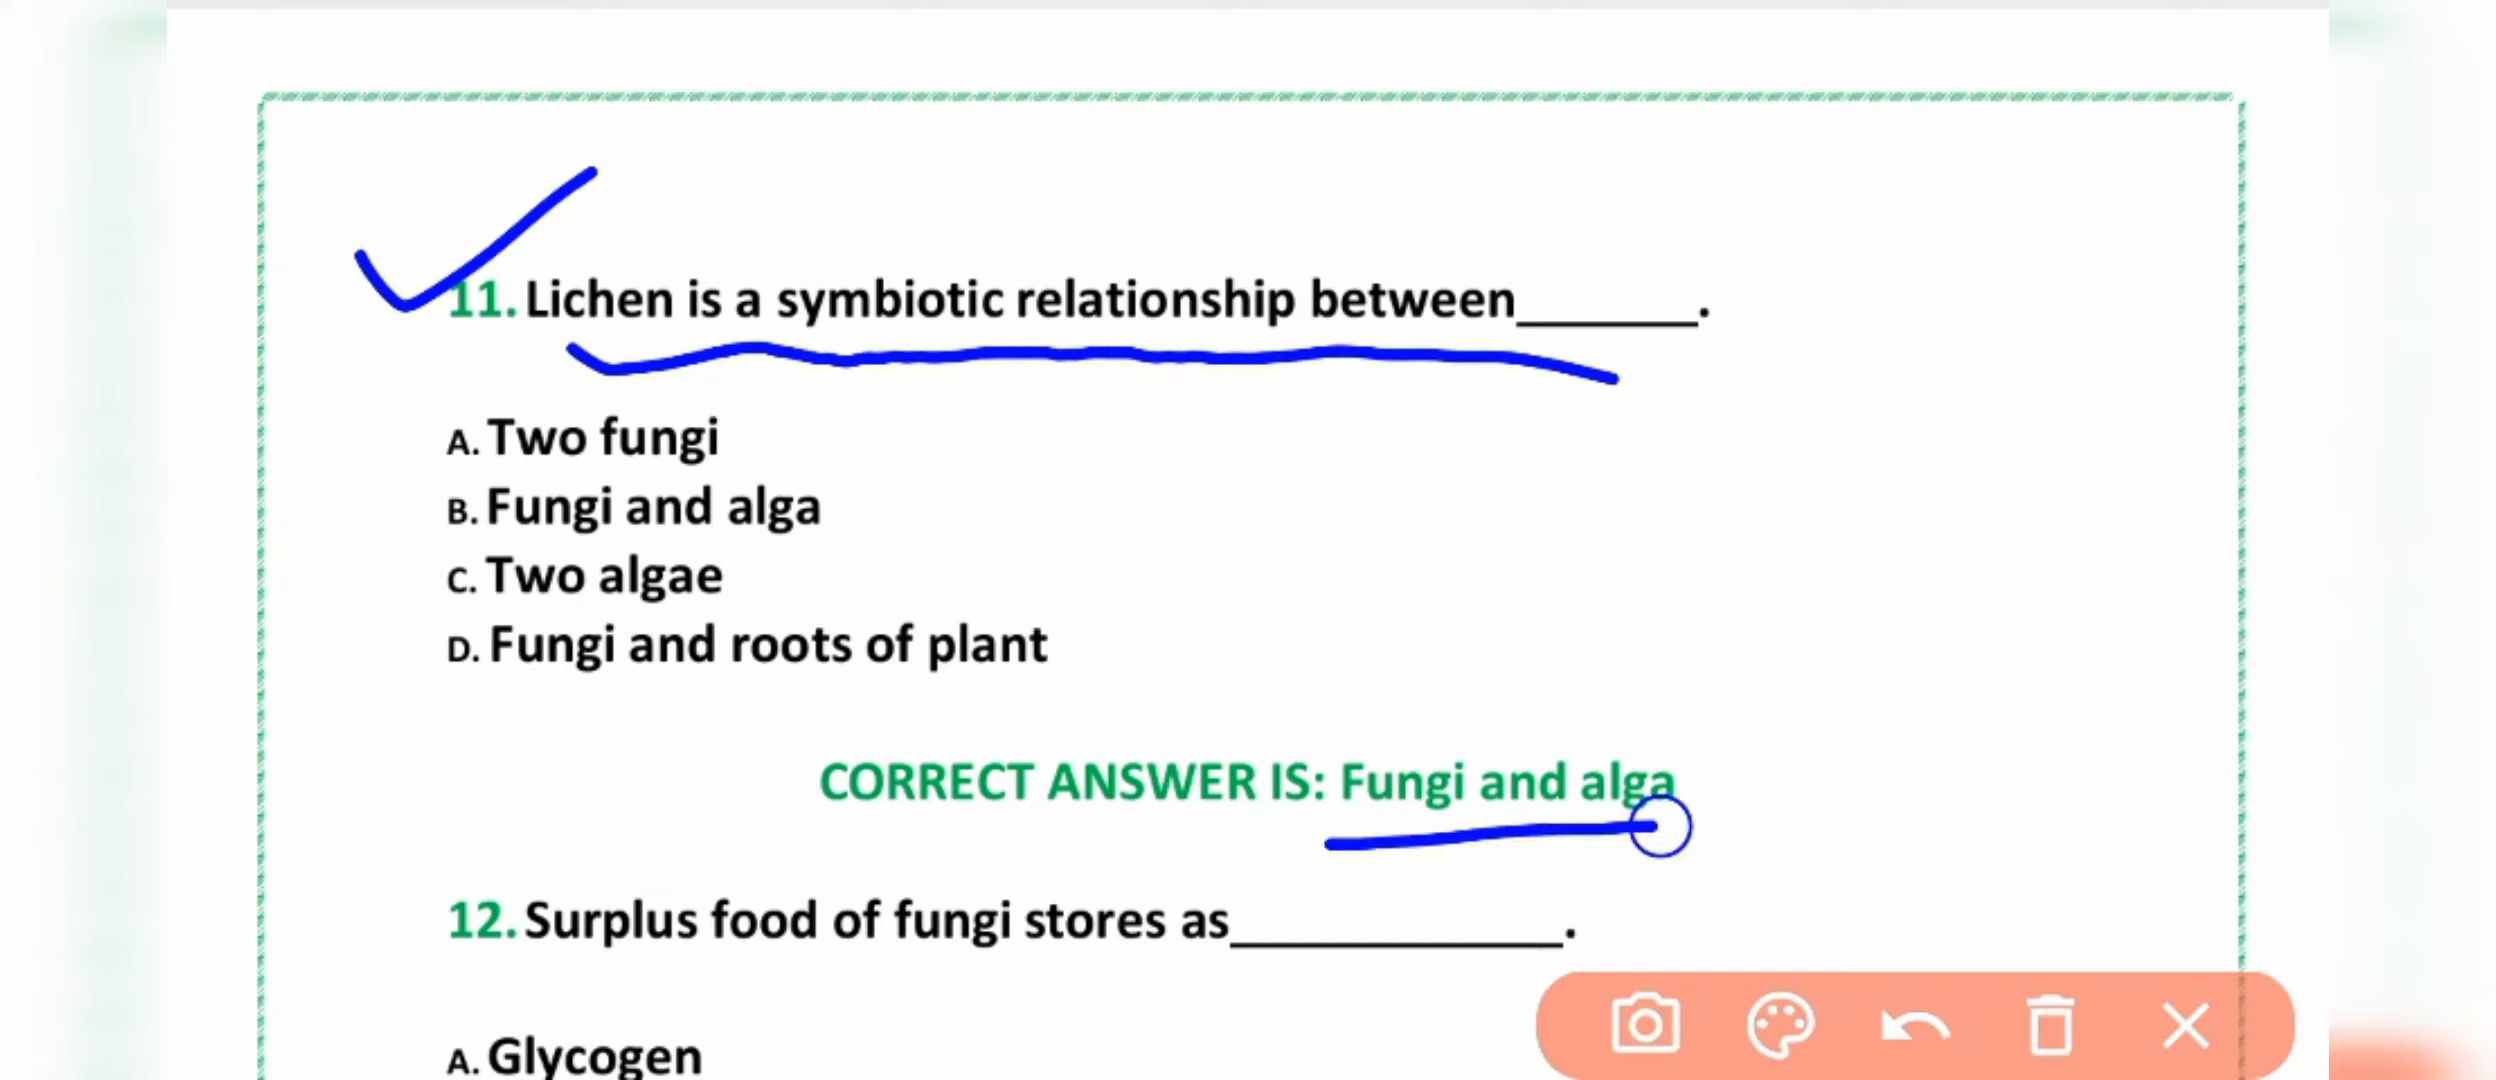 11. Lichen is a symbiotic relationship between_______.
A. Two fungi
B. Fungi and alga
C. Two algae
D. Fungi and roots of plant
CORRECT ANSWER IS: Fungi and alga
12. Surplus food of fungi stores as_____________.
A. Glycogen